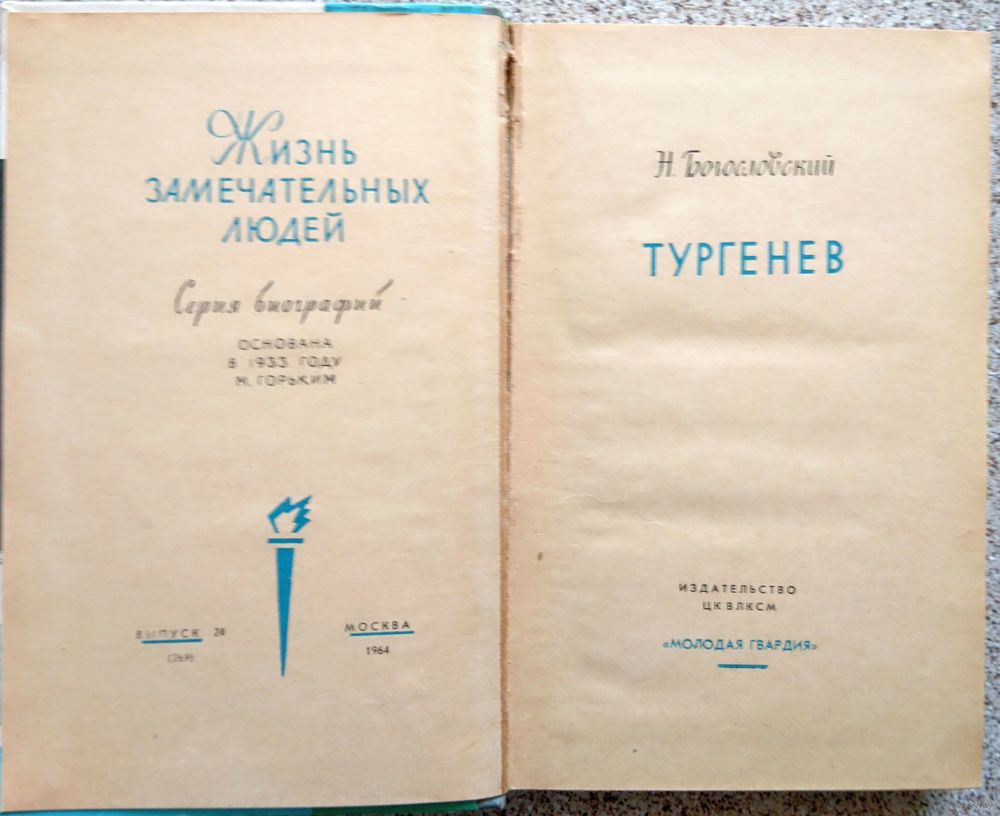 Жизнь
ЗАМЕЧАТЕЛЬНЫХ
ЛЮДЕЙ
Серия биографий
ОСНОВАНА
В 1933 ГОДУ
М. ГОРЬКИМ
ВЫПУСК 24
(269)
МОСКВА
1964
Н. Богословский
ТУРГЕНЕВ
ИЗДАТЕЛЬСТВО
ЦК ВЛКСМ
«МОЛОДАЯ ГВАРДИЯ»